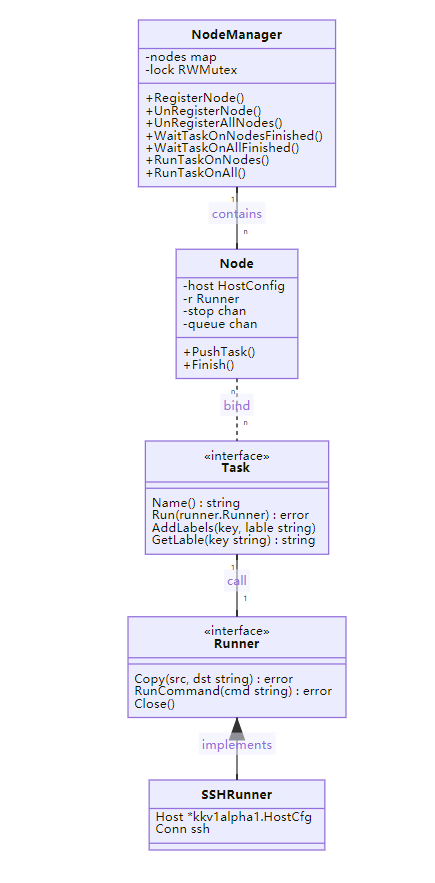 NodeManager
-nodes map
-lock RWMutex
+RegisterNode()
+UnRegisterNode()
+UnRegisterAllNodes()
+WaitTaskOnNodesFinished()
+WaitTaskOnAllFinished()
+RunTaskOnNodes()
+RunTaskOnAll()
1
contains
n
Node
-host HostConfig
-r Runner
-stop chan
-queue chan
+PushTask()
+Finish()
n
bind
n
«interface»
Task
Name() : string
Run(runner.Runner) : error
AddLabels(key, lable string)
GetLable(key string) : string
1
call
1
«interface»
Runner
Copy(src, dst string) : error
RunCommand(cmd string) : error
Close()
implements
SSHRunner
Host *kkv1alpha1.HostCfg
Conn ssh